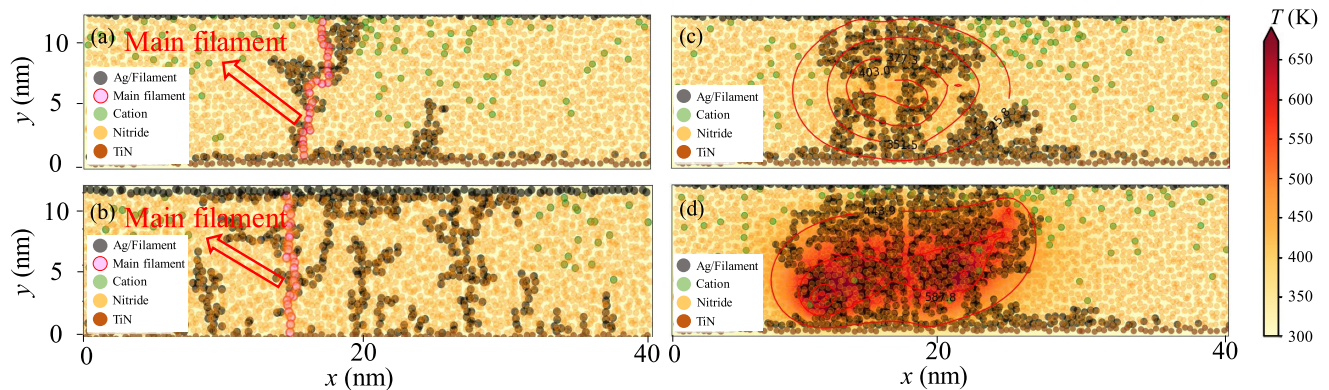 (a) Main filament
Ag/Filament
Main filament
Cation
Nitride
TiN
10
5
0
y (nm)
(c)
377.3
403.0
325.8
351.5
Ag/Filament
Cation
Nitride
TiN
T (K)
650
600
550
500
450
400
350
300
(b) Main filament
Ag/Filament
Main filament
Cation
Nitride
TiN
10
5
0
y (nm)
0
20
40
x (nm)
(d)
443.9
587.8
Ag/Filament
Cation
Nitride
TiN
0
20
40
x (nm)